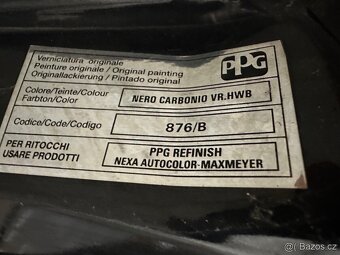 Verniciatura originale
Peinture originale / Original painting
Originallackierung / Pintado original
PPG
Colore/Teinte/Colour
Farbton/Color
NERO CARBONIO VR.HWB
Codice/Code/Codigo
876/B
PER RITOCCHI
USARE PRODOTTI
PPG REFINISH
NEXA AUTOCOLOR-MAXMEYER
Bazos.cz